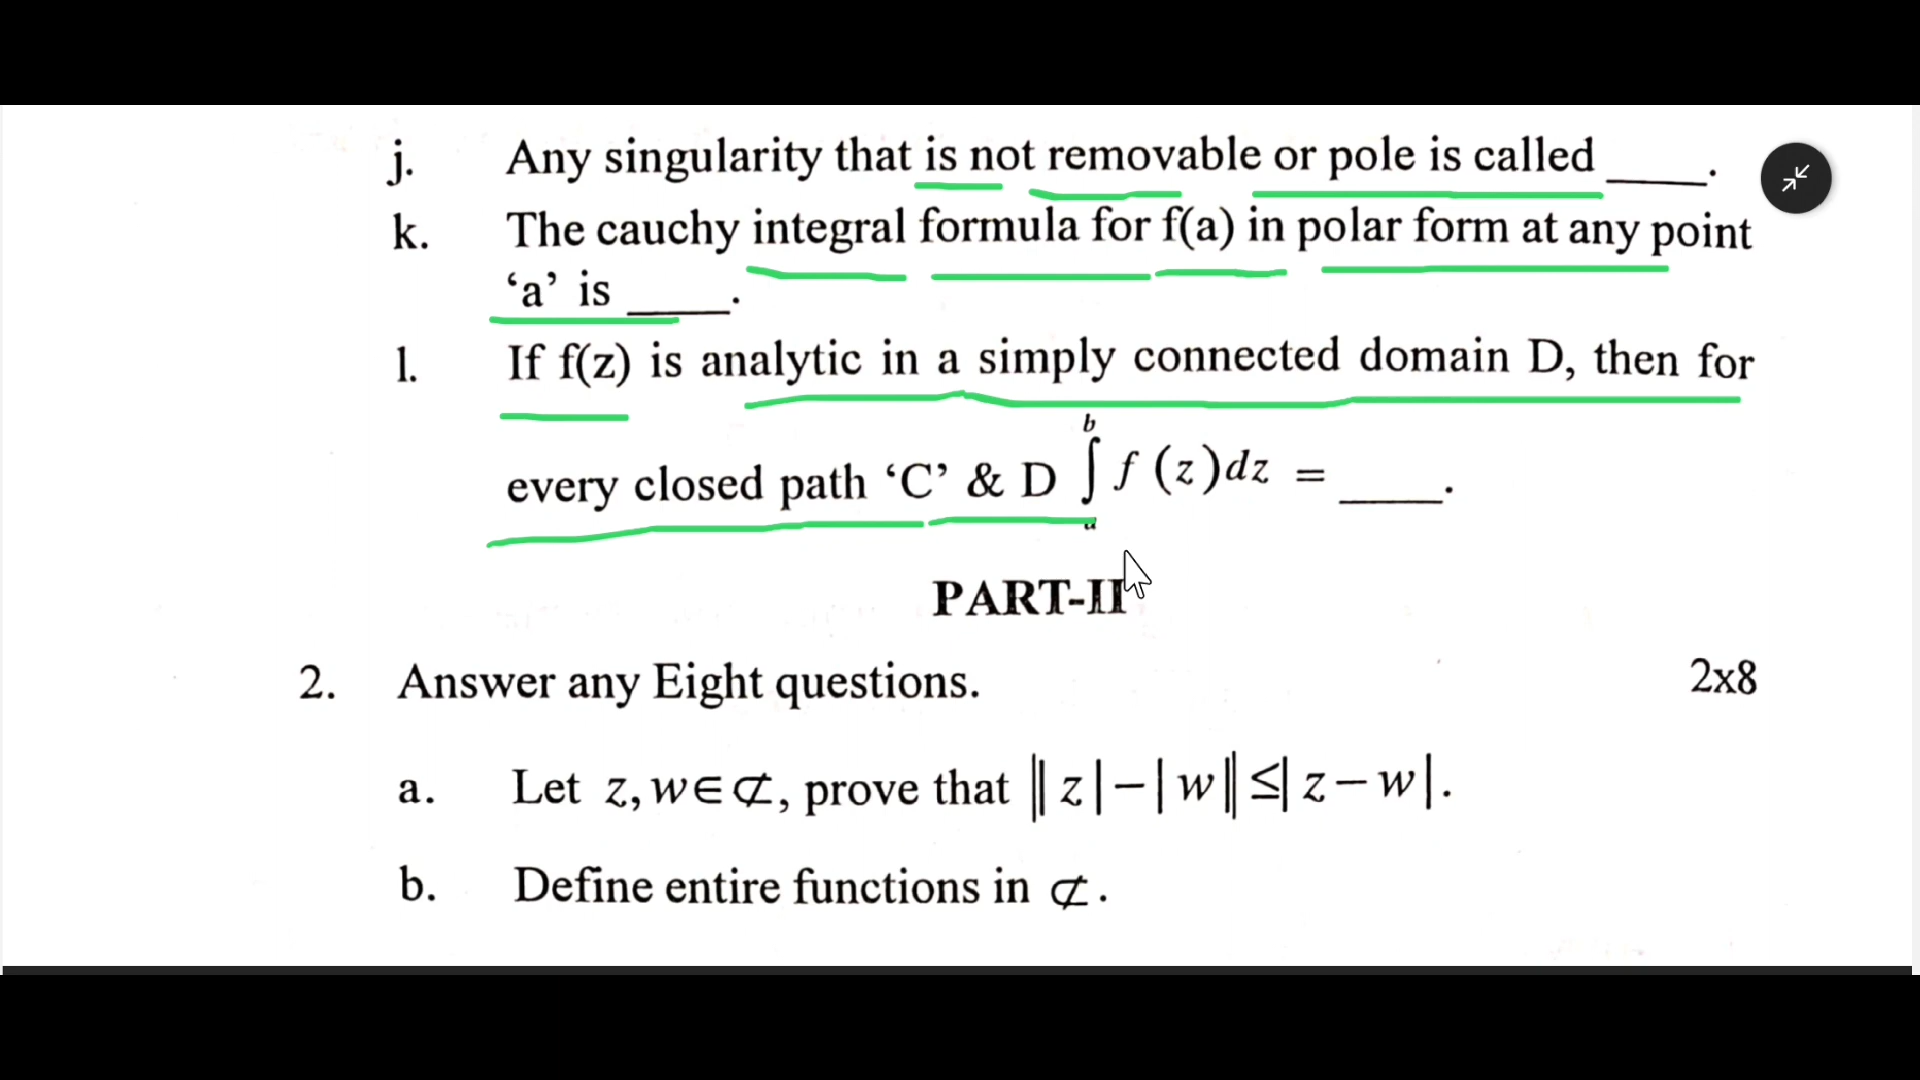 j. Any singularity that is not removable or pole is called ____.
k. The cauchy integral formula for f(a) in polar form at any point
‘a’ is ____.
l. If f(z) is analytic in a simply connected domain D, then for
every closed path ‘C’ & D ∫_a^b f (z)dz = ____.
PART-II
2. Answer any Eight questions. 2x8
a. Let z, w∈⊄, prove that ||z|−|w||≤|z−w|.
b. Define entire functions in ⊄.